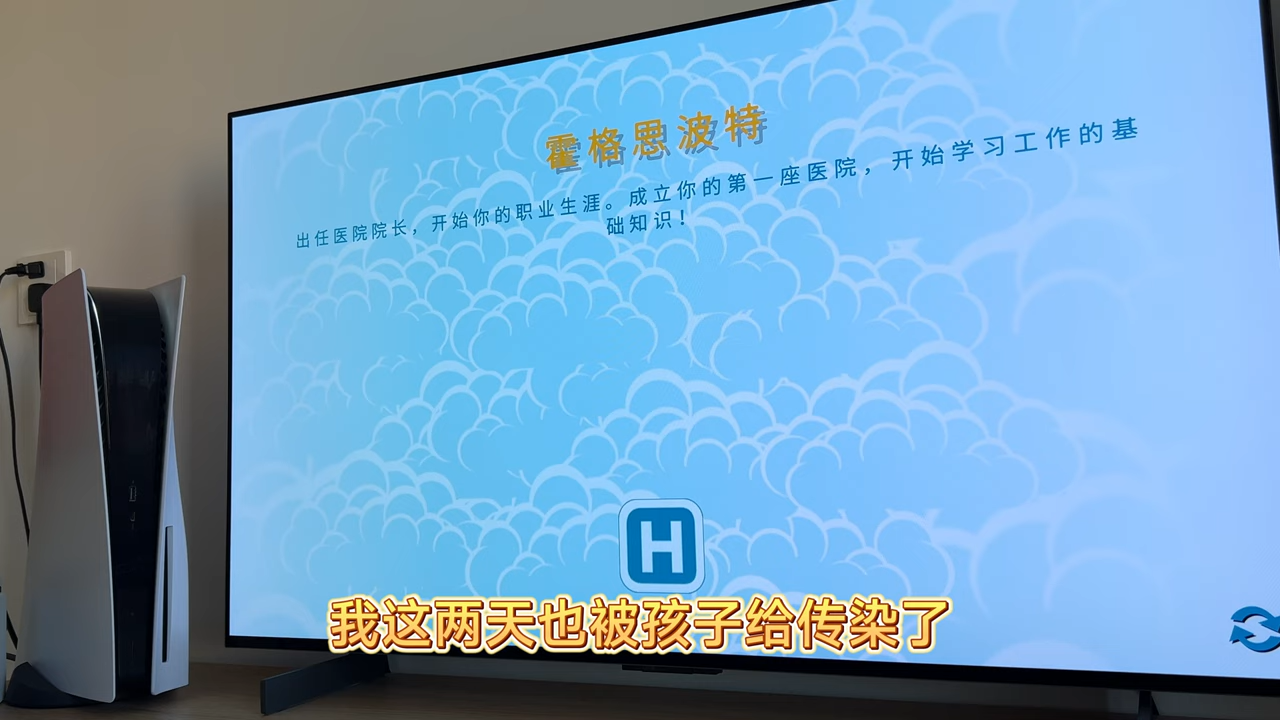 霍格思波特
出任医院院长，开始你的职业生涯。成立你的第一座医院，开始学习工作的基
础知识！
H
我这两天也被孩子给传染了